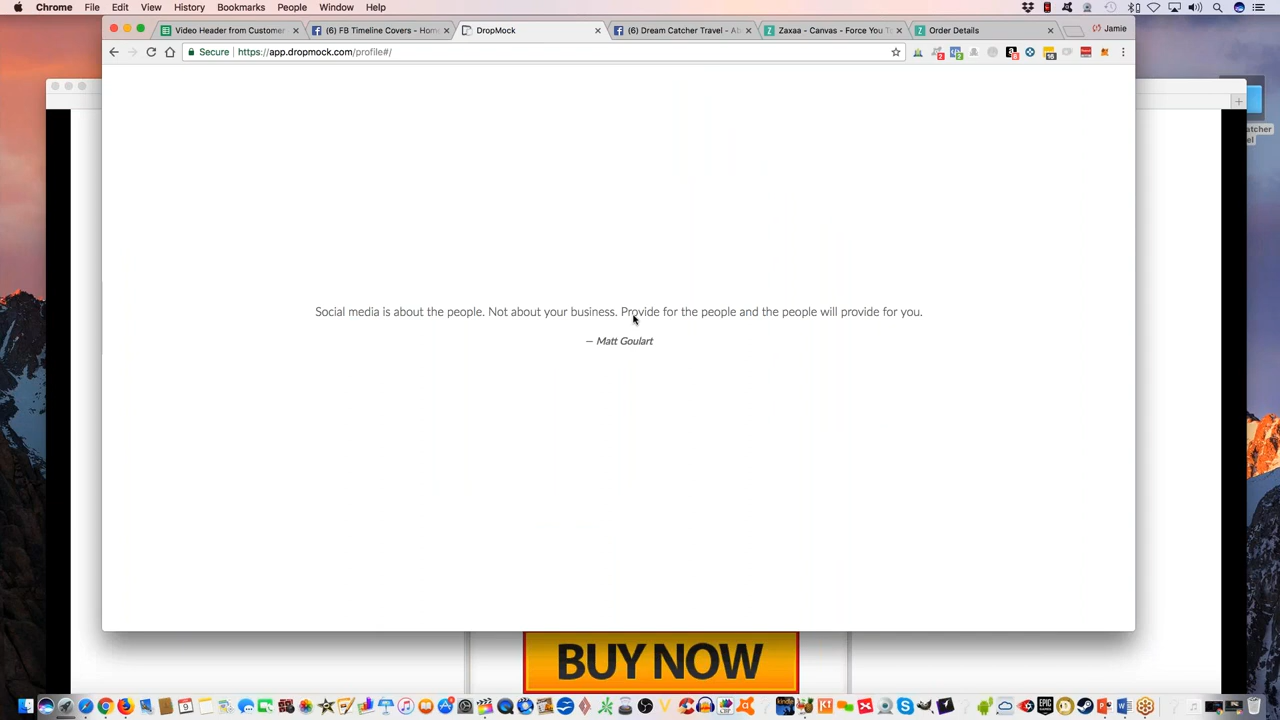 Chrome File Edit View History Bookmarks People Window Help
Video Header from Customer
(6) FB Timeline Covers - Hom
DropMock
(6) Dream Catcher Travel - Ab
Zaxaa - Canvas - Force You To
Order Details
Jamie
Secure https://app.dropmock.com/profile#/
Social media is about the people. Not about your business. Provide for the people and the people will provide for you.
— Matt Goulart
BUY NOW